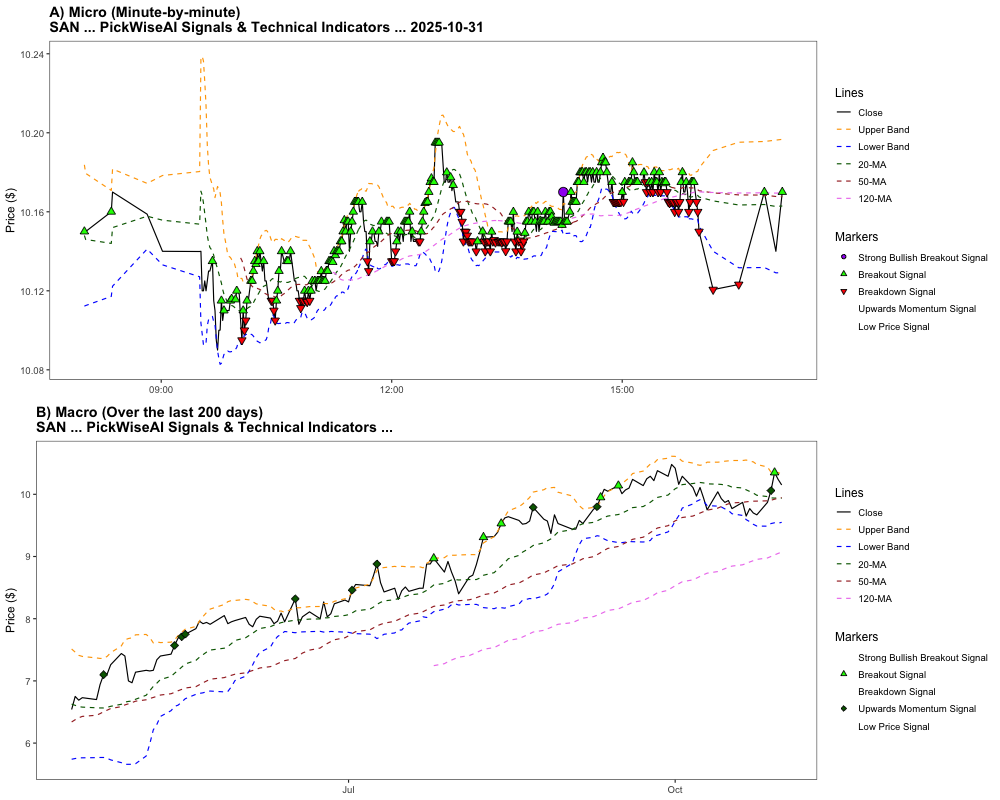 A) Micro (Minute-by-minute)
SAN ... PickWiseAI Signals & Technical Indicators ... 2025-10-31
10.24
10.20
10.16
10.12
10.08
Price ($)
09:00
12:00
15:00
Lines
Close
Upper Band
Lower Band
20-MA
50-MA
120-MA
Markers
Strong Bullish Breakout Signal
Breakout Signal
Breakdown Signal
Upwards Momentum Signal
Low Price Signal
B) Macro (Over the last 200 days)
SAN ... PickWiseAI Signals & Technical Indicators ...
10
9
8
7
6
Price ($)
Jul
Oct
Lines
Close
Upper Band
Lower Band
20-MA
50-MA
120-MA
Markers
Strong Bullish Breakout Signal
Breakout Signal
Breakdown Signal
Upwards Momentum Signal
Low Price Signal